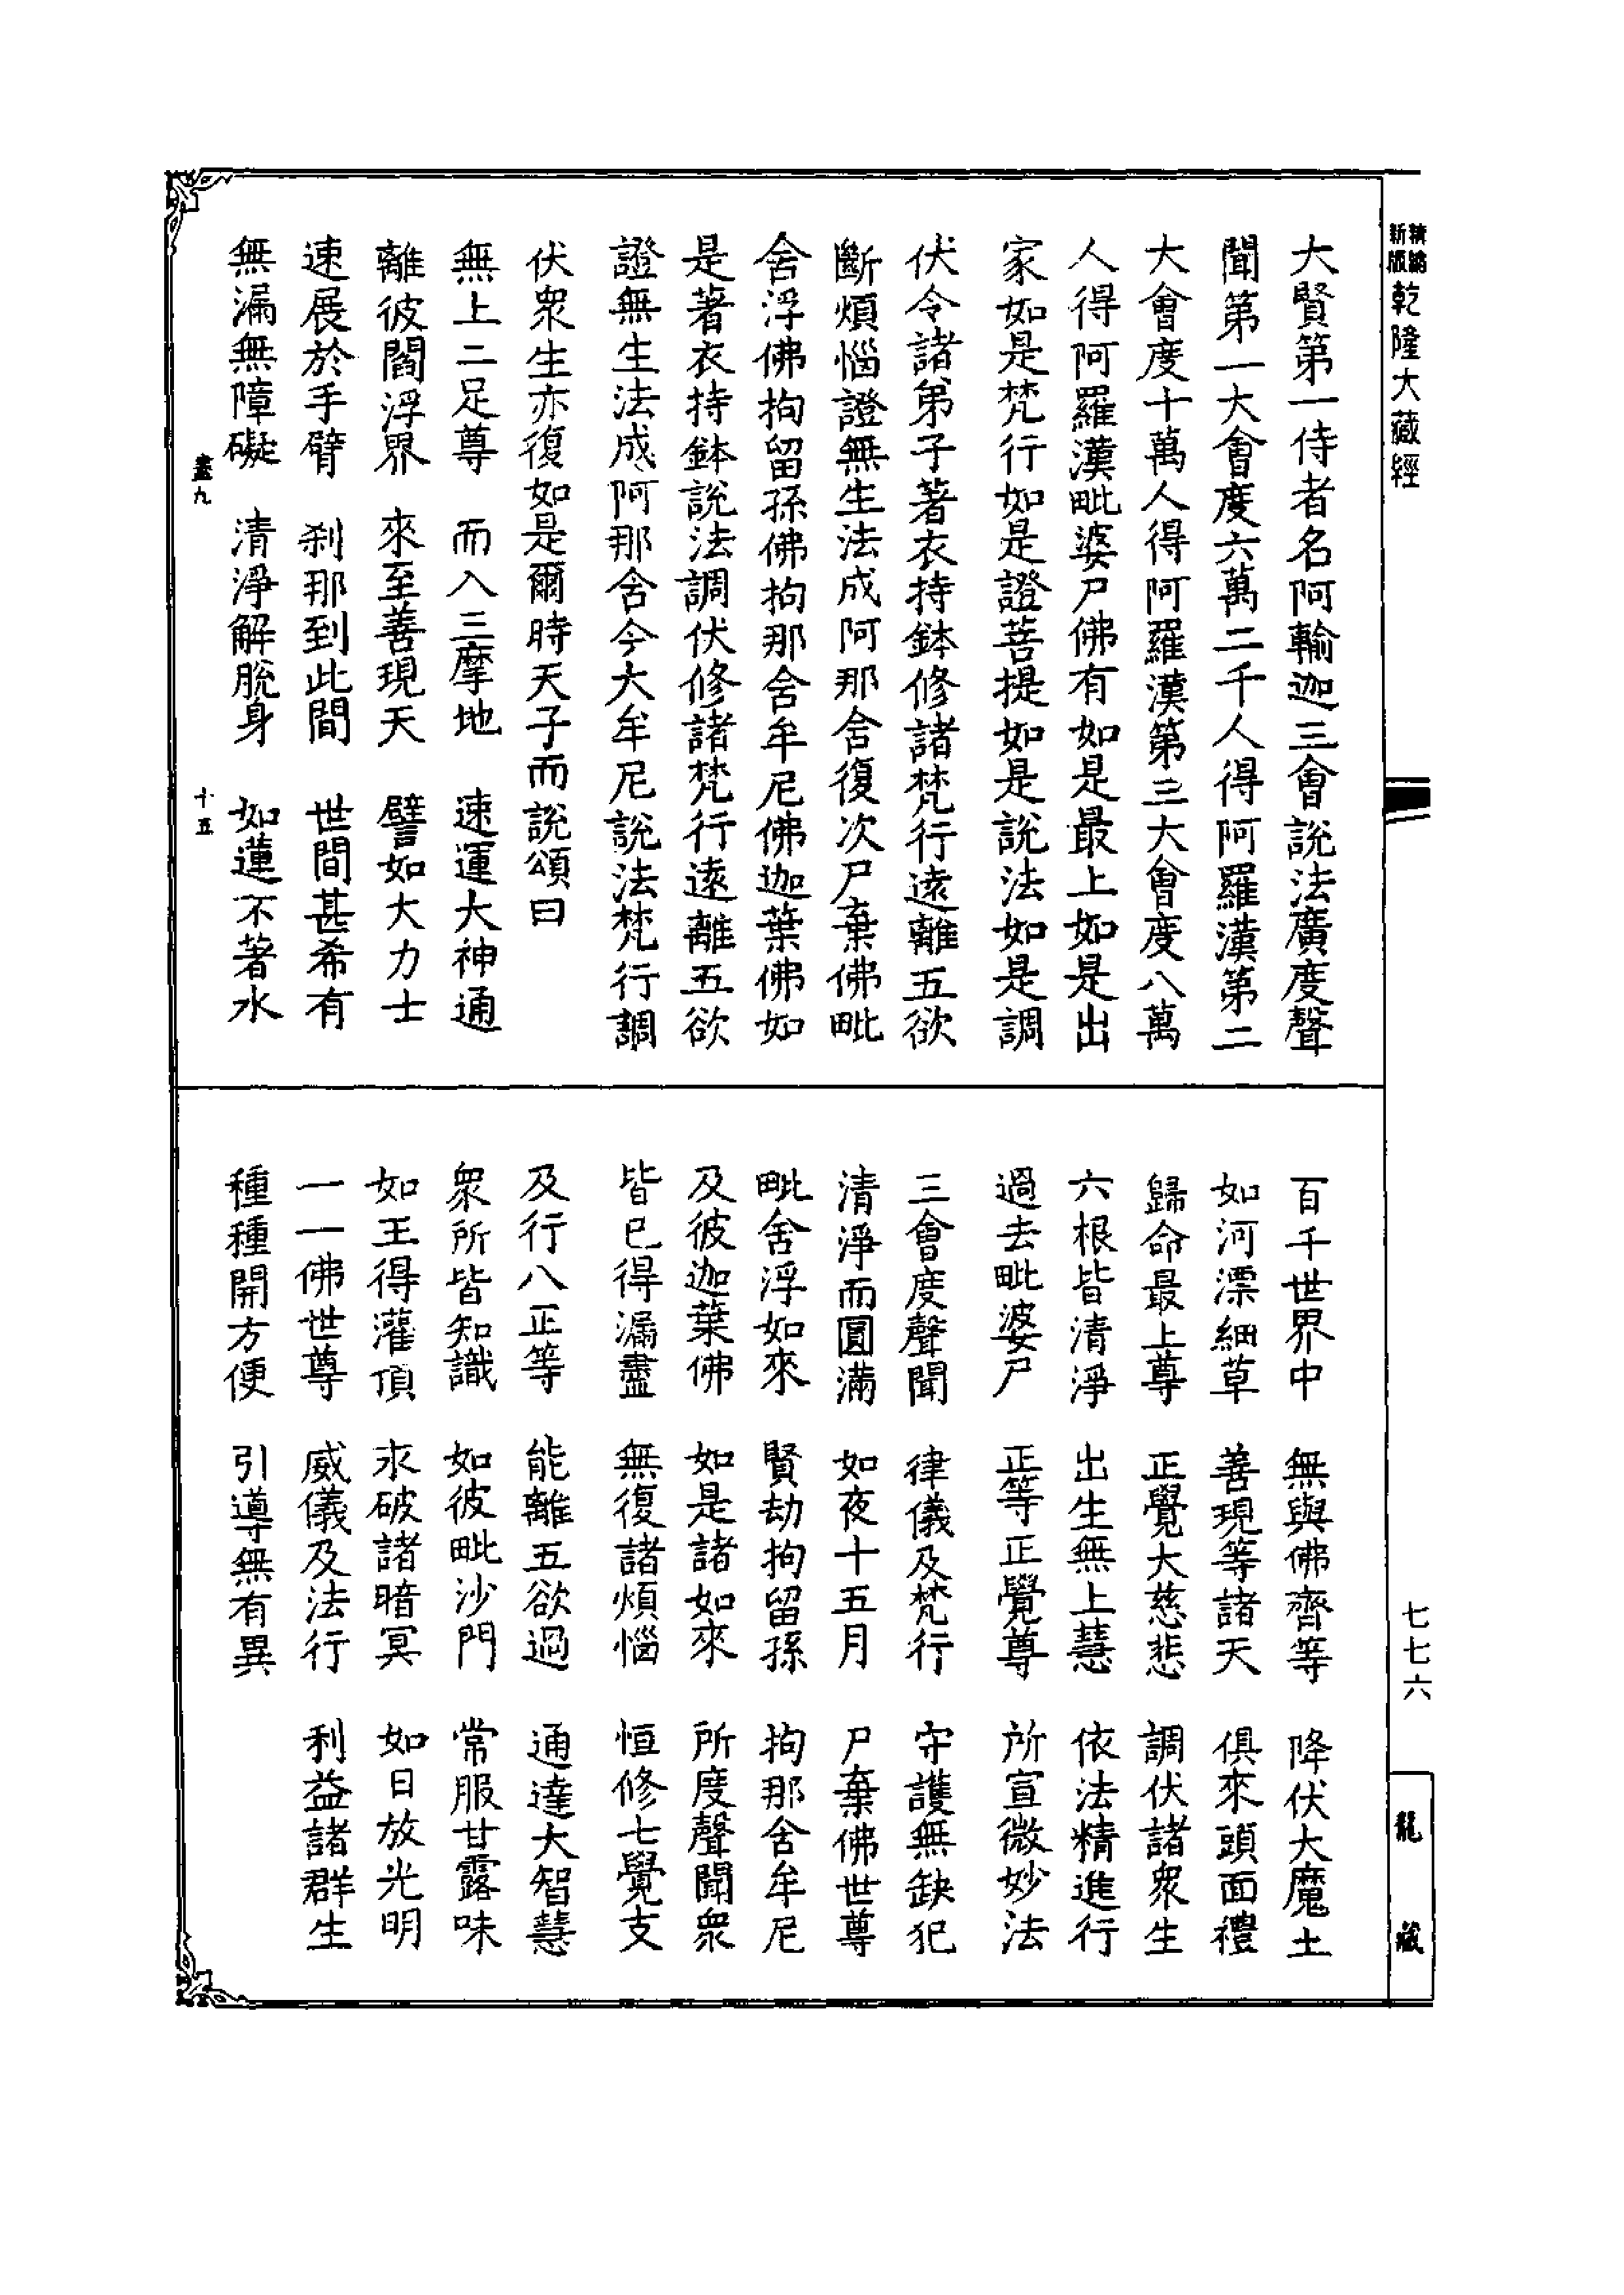 新版
精縮
乾隆大藏經
大賢第一侍者名阿輸迦三會說法廣度聲
聞第一大會度六萬二千人得阿羅漢第二
大會度十萬人得阿羅漢第三大會度八萬
人得阿羅漢毗婆尸佛有如是最上如是出
家如是梵行如是證菩提如是說法如是調
伏令諸弟子著衣持鉢修諸梵行遠離五欲
斷煩惱證無生法成阿那舍復次尸棄佛毗
舍浮佛拘留孫佛拘那舍牟尼佛迦葉佛如
是著衣持鉢說法調伏修諸梵行遠離五欲
證無生法成阿那舍今大牟尼說法梵行調
伏衆生亦復如是爾時天子而說頌曰
無上二足尊　而入三摩地　速運大神通
離彼閻浮界　來至善現天　譬如大力士
速展於手臂　剎那到此間　世間甚希有
無漏無障礙　清淨解脫身　如蓮不著水
畫九　十五
百千世界中　無與佛齊等　降伏大魔土
如河漂細草　善現等諸天　俱來頭面禮
歸命最上尊　正覺大慈悲　調伏諸衆生
六根皆清淨　出生無上慧　依法精進行
過去毗婆尸　正等正覺尊　所宣微妙法
三會度聲聞　律儀及梵行　守護無缺犯
清淨而圓滿　如夜十五月　尸棄佛世尊
毗舍浮如來　賢劫拘留孫　拘那舍牟尼
及彼迦葉佛　如是諸如來　所度聲聞衆
皆已得漏盡　無復諸煩惱　恒修七覺支
及行八正等　能離五欲過　通達大智慧
衆所皆知識　如彼毗沙門　常服甘露味
如王得灌頂　求破諸暗冥　如日放光明
一一佛世尊　威儀及法行　利益諸群生
種種開方便　引導無有異
七七六
龍藏